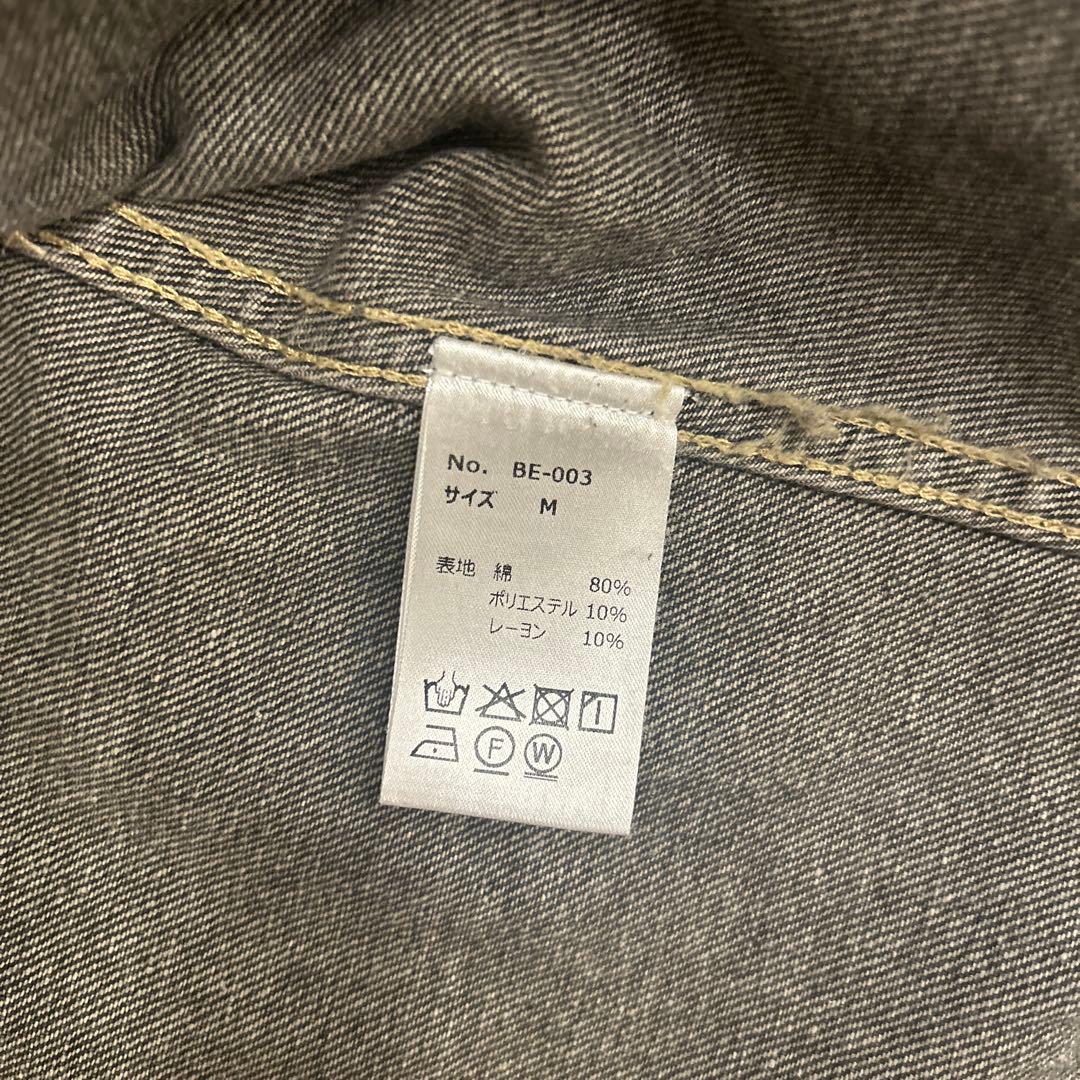 No. BE-003
サイズ M
表地 綿 80%
ポリエステル 10%
レーヨン 10%
F W